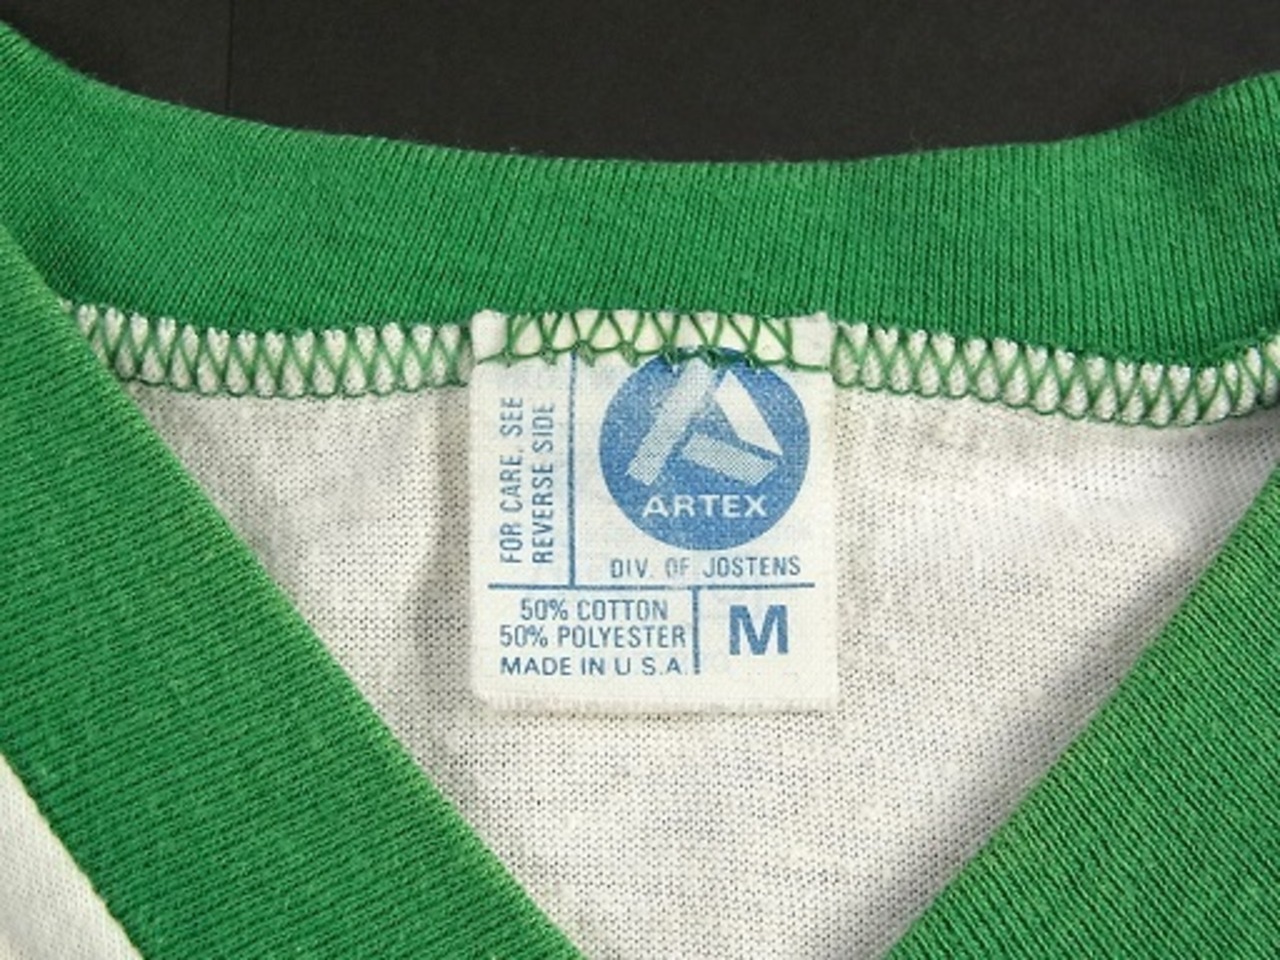 FOR CARE, SEE
REVERSE SIDE
ARTEX
DIV. OF JOSTENS
50% COTTON
50% POLYESTER
MADE IN U.S.A.
M